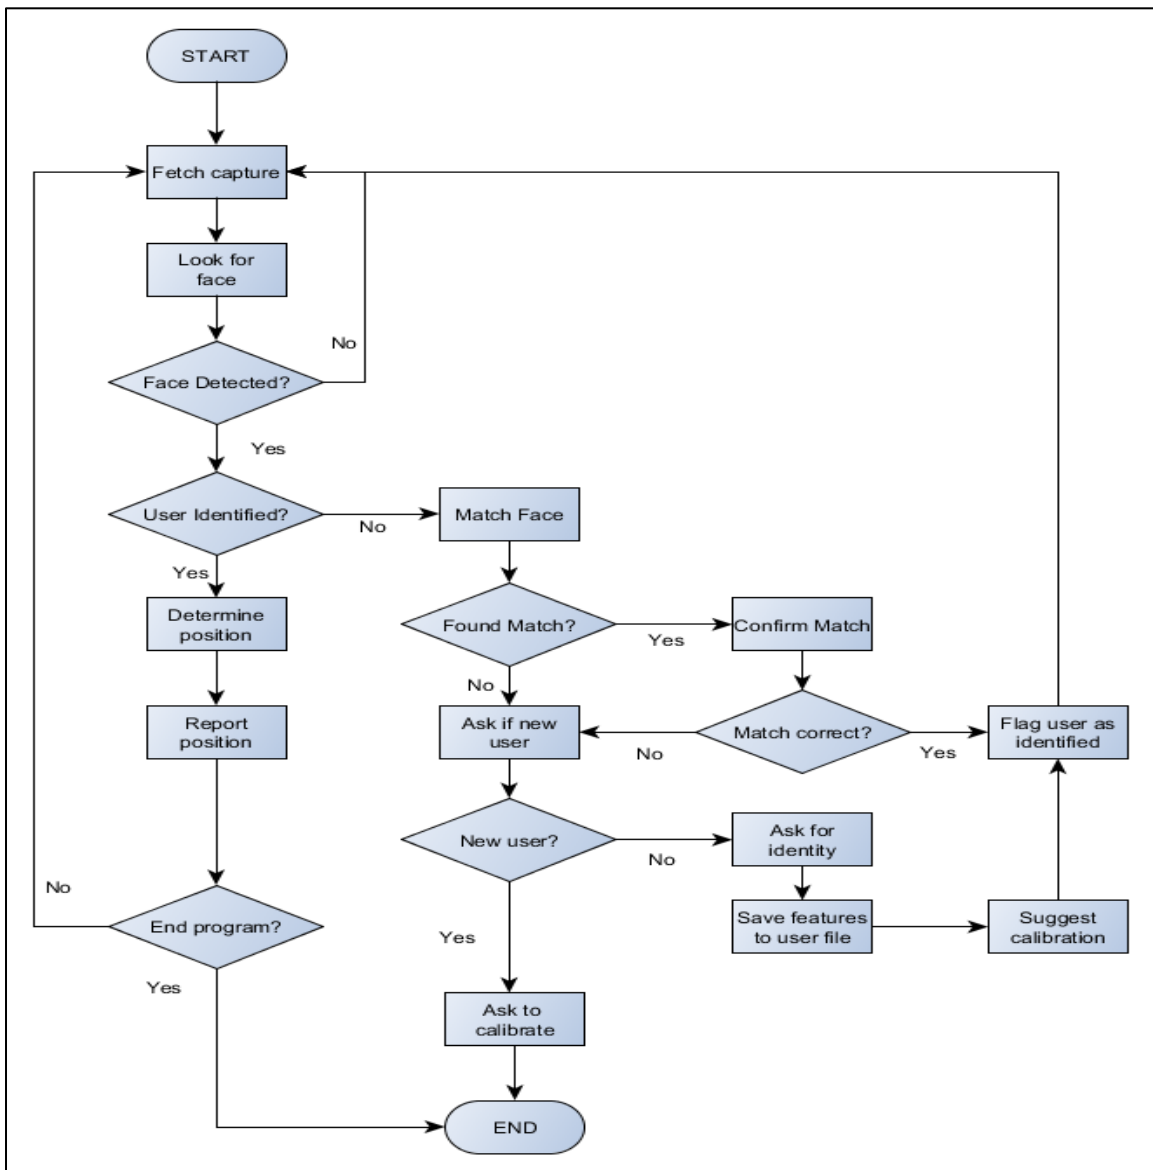 START
Fetch capture
Look for
face
No
Face Detected?
Yes
User Identified?
No
Match Face
Yes
Determine
position
Found Match?
Yes
Confirm Match
No
Report
position
Ask if new
user
No
Match correct?
Yes
Flag user as
identified
New user?
No
Ask for
identity
No
End program?
Yes
Save features
to user file
Suggest
calibration
Yes
Ask to
calibrate
END